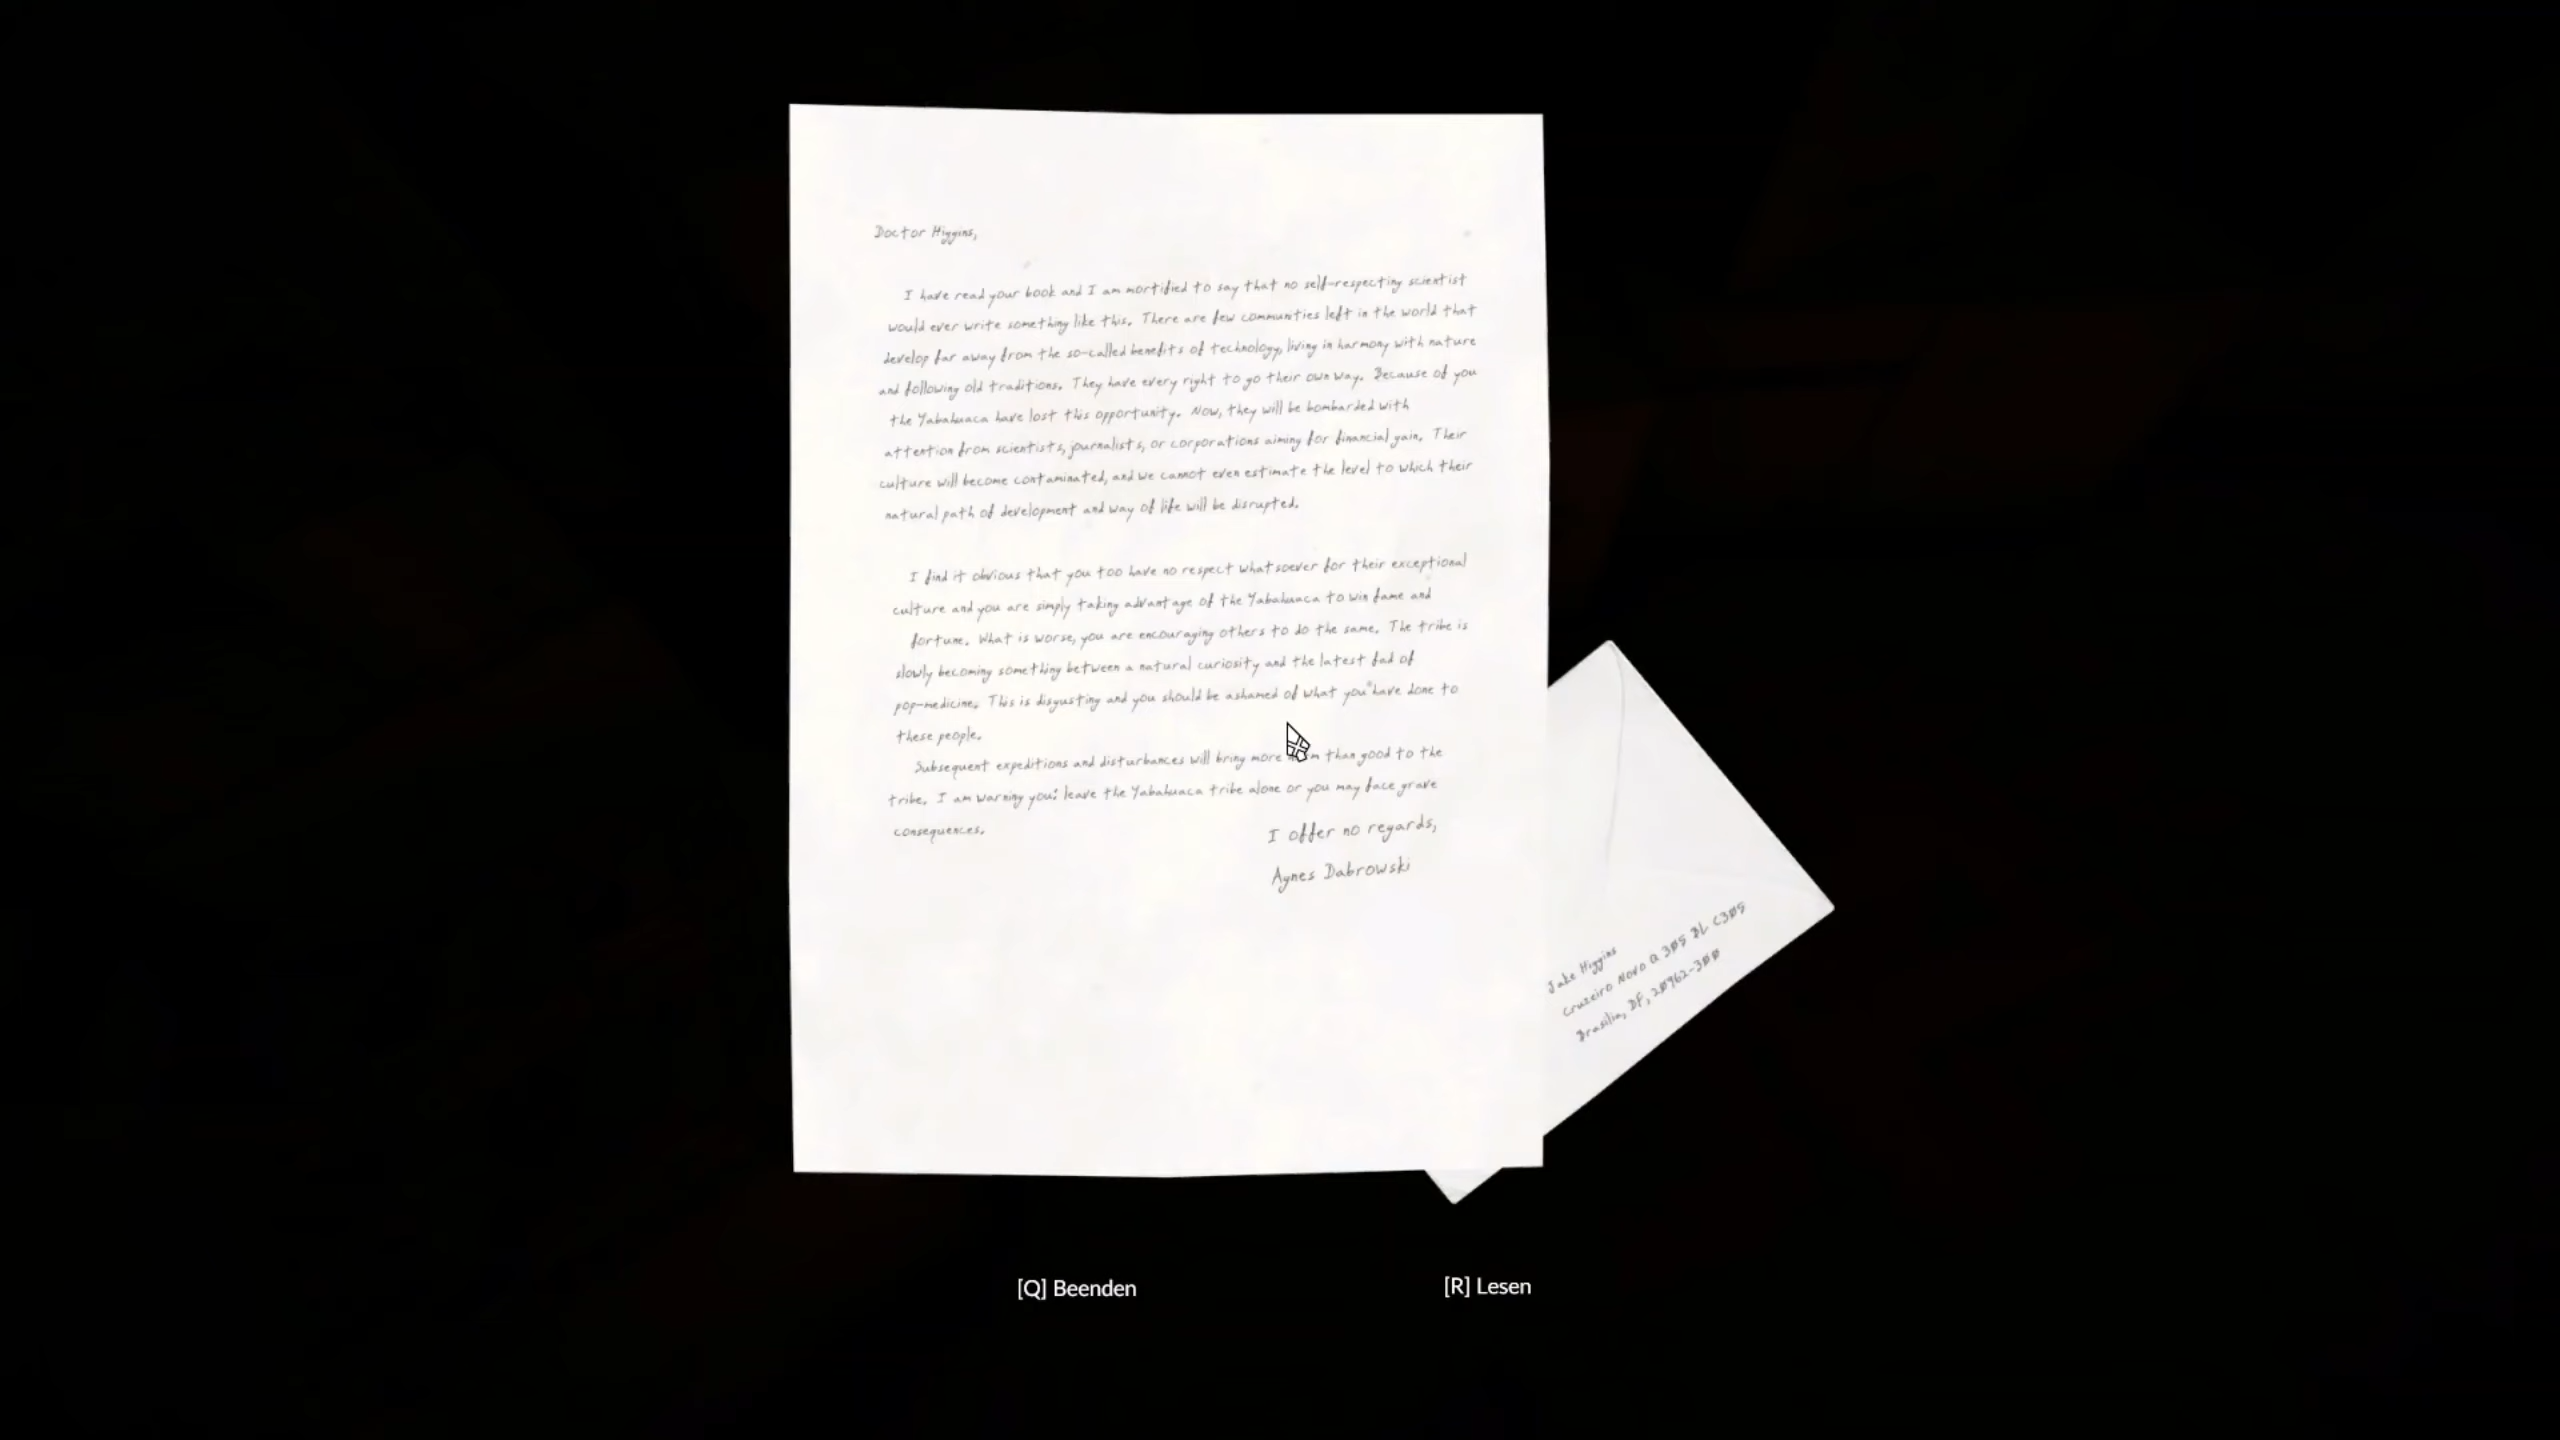 Doctor Higgins,
I have read your book and I am mortified to say that no self-respecting scientist
would ever write something like this. There are few communities left in the world that
develop far away from the so-called benefits of technology, living in harmony with nature
and following old traditions. They have every right to go their own way. Because of you
the Yabahuaca have lost this opportunity. Now, they will be bombarded with
attention from scientists, journalists, or corporations aiming for financial gain. Their
culture will become contaminated, and we cannot even estimate the level to which their
natural path of development and way of life will be disrupted.
I find it obvious that you too have no respect whatsoever for their exceptional
culture and you are simply taking advantage of the Yabahuaca to win fame and
fortune. What is worse, you are encouraging others to do the same. The tribe is
slowly becoming something between a natural curiosity and the latest fad of
pop-medicine. This is disgusting and you should be ashamed of what you have done to
these people.
Subsequent expeditions and disturbances will bring more than good to the
tribe. I am warning you: leave the Yabahuaca tribe alone or you may face grave
consequences.
I offer no regards,
Agnes Dabrowski
Jake Higgins
Cruzeiro Novo Q 305 BL C305
Brasilia, DF, 20962-300
[Q] Beenden
[R] Lesen